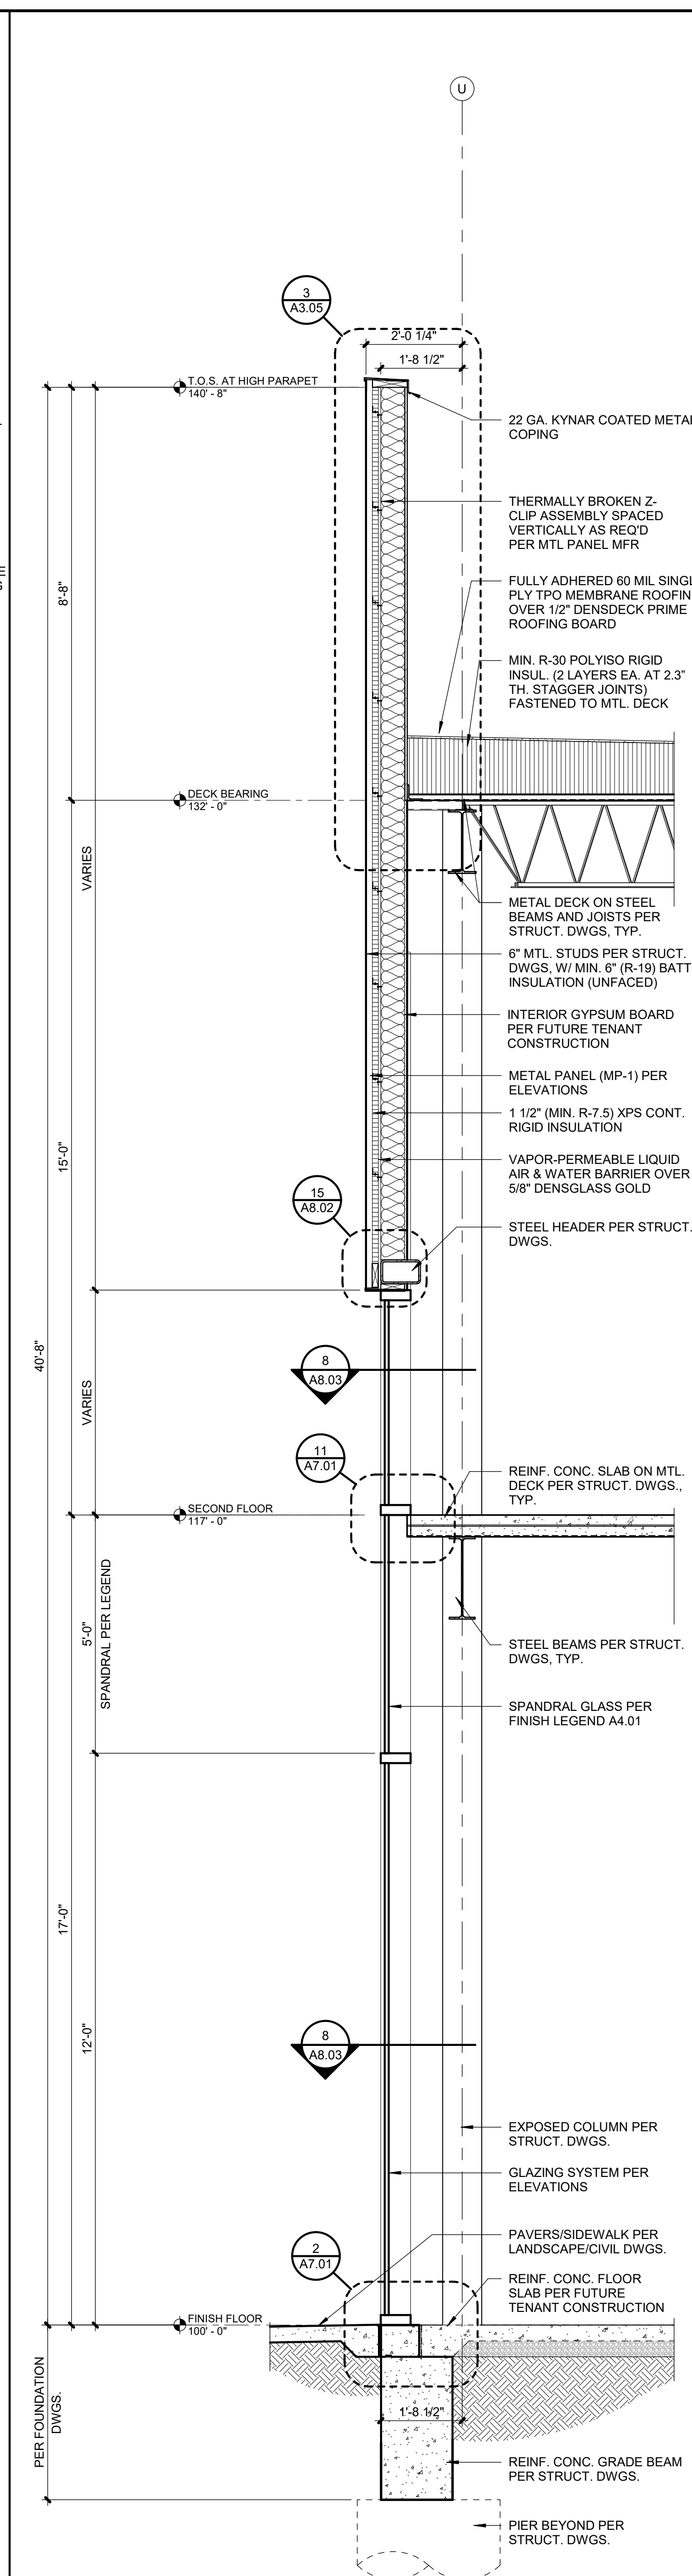 U
3
A3.05
2'-0 1/4"
1'-8 1/2"
T.O.S. AT HIGH PARAPET
140' - 8"
22 GA. KYNAR COATED METAL
COPING
THERMALLY BROKEN Z-
CLIP ASSEMBLY SPACED
VERTICALLY AS REQ'D
PER MTL PANEL MFR
8'-8"
FULLY ADHERED 60 MIL SINGL
PLY TPO MEMBRANE ROOFIN
OVER 1/2" DENSDECK PRIME
ROOFING BOARD
MIN. R-30 POLYISO RIGID
INSUL. (2 LAYERS EA. AT 2.3"
TH. STAGGER JOINTS)
FASTENED TO MTL. DECK
DECK BEARING
132' - 0"
VARIES
METAL DECK ON STEEL
BEAMS AND JOISTS PER
STRUCT. DWGS, TYP.
6" MTL. STUDS PER STRUCT.
DWGS, W/ MIN. 6" (R-19) BATT
INSULATION (UNFACED)
INTERIOR GYPSUM BOARD
PER FUTURE TENANT
CONSTRUCTION
METAL PANEL (MP-1) PER
ELEVATIONS
1 1/2" (MIN. R-7.5) XPS CONT.
RIGID INSULATION
15'-0"
VAPOR-PERMEABLE LIQUID
AIR & WATER BARRIER OVER
5/8" DENSGLASS GOLD
15
A8.02
STEEL HEADER PER STRUCT.
DWGS.
40'-8"
8
A8.03
VARIES
11
A7.01
REINF. CONC. SLAB ON MTL.
DECK PER STRUCT. DWGS.,
TYP.
SECOND FLOOR
117' - 0"
5'-0"
SPANDRAL PER LEGEND
STEEL BEAMS PER STRUCT.
DWGS, TYP.
SPANDRAL GLASS PER
FINISH LEGEND A4.01
17'-0"
12'-0"
8
A8.03
EXPOSED COLUMN PER
STRUCT. DWGS.
GLAZING SYSTEM PER
ELEVATIONS
PAVERS/SIDEWALK PER
LANDSCAPE/CIVIL DWGS.
2
A7.01
REINF. CONC. FLOOR
SLAB PER FUTURE
TENANT CONSTRUCTION
FINISH FLOOR
100' - 0"
PER FOUNDATION
DWGS.
1'-8 1/2"
REINF. CONC. GRADE BEAM
PER STRUCT. DWGS.
PIER BEYOND PER
STRUCT. DWGS.